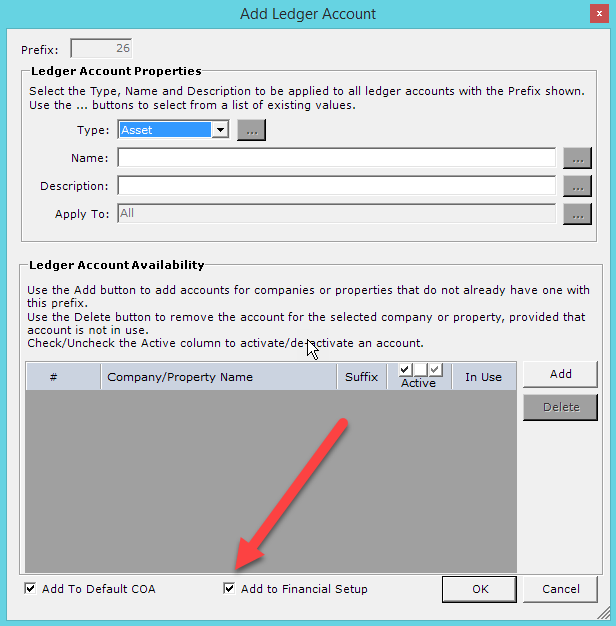 Add Ledger Account
x
Prefix: 26
Ledger Account Properties
Select the Type, Name and Description to be applied to all ledger accounts with the Prefix shown.
Use the ... buttons to select from a list of existing values.
Type: Asset ...
Name: ...
Description: ...
Apply To: All ...
Ledger Account Availability
Use the Add button to add accounts for companies or properties that do not already have one with
this prefix.
Use the Delete button to remove the account for the selected company or property, provided that
account is not in use.
Check/Uncheck the Active column to activate/de-activate an account.
# Company/Property Name Suffix Active In Use
Add
Delete
Add To Default COA Add to Financial Setup OK Cancel